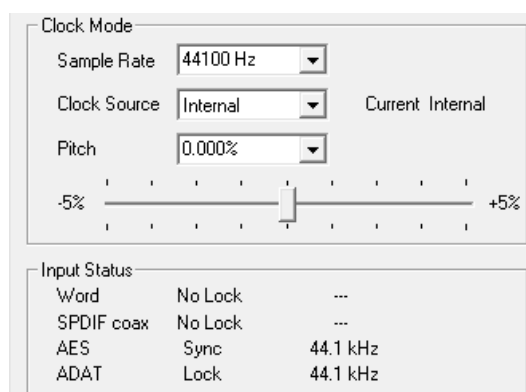 Clock Mode
Sample Rate 44100 Hz
Clock Source Internal Current Internal
Pitch 0.000%
-5% +5%
Input Status
Word No Lock ---
SPDIF coax No Lock ---
AES Sync 44.1 kHz
ADAT Lock 44.1 kHz